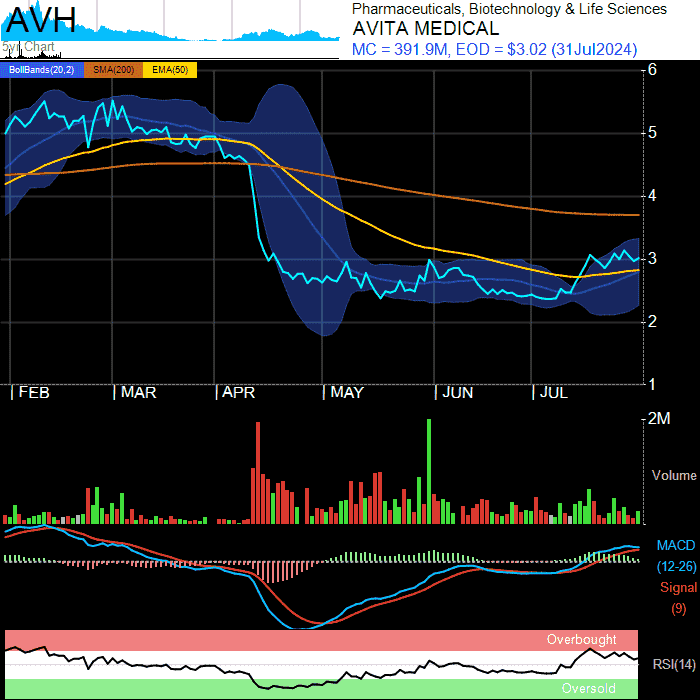 AVH
5yr Chart
Pharmaceuticals, Biotechnology & Life Sciences
AVITA MEDICAL
MC = 391.9M, EOD = $3.02 (31Jul2024)
BollBands(20,2) SMA(200) EMA(50)
6
5
4
3
2
1
FEB MAR APR MAY JUN JUL
2M
Volume
MACD
(12-26)
Signal
(9)
Overbought
RSI(14)
Oversold